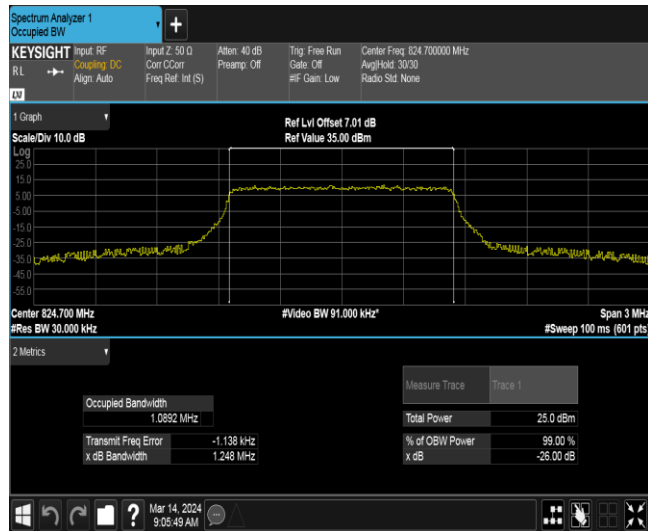 Spectrum Analyzer 1
Occupied BW
+
KEYSIGHT
RL
LXI
Input: RF
Coupling: DC
Align: Auto
Input Z: 50 Ω
Corr CCorr
Freq Ref: Int (S)
Atten: 40 dB
Preamp: Off
Trig: Free Run
Gate: Off
#IF Gain: Low
Center Freq: 824.700000 MHz
Avg|Hold: 30/30
Radio Std: None
1 Graph
Scale/Div 10.0 dB
Ref Lvl Offset 7.01 dB
Ref Value 35.00 dBm
Log
25.0
15.0
5.00
-5.00
-15.0
-25.0
-35.0
-45.0
-55.0
Center 824.700 MHz
#Res BW 30.000 kHz
#Video BW 91.000 kHz*
Span 3 MHz
#Sweep 100 ms (601 pts)
2 Metrics
Measure Trace Trace 1
Occupied Bandwidth
1.0892 MHz
Total Power 25.0 dBm
Transmit Freq Error -1.138 kHz
% of OBW Power 99.00 %
x dB Bandwidth 1.248 MHz
x dB -26.00 dB
?
Mar 14, 2024
9:05:49 AM